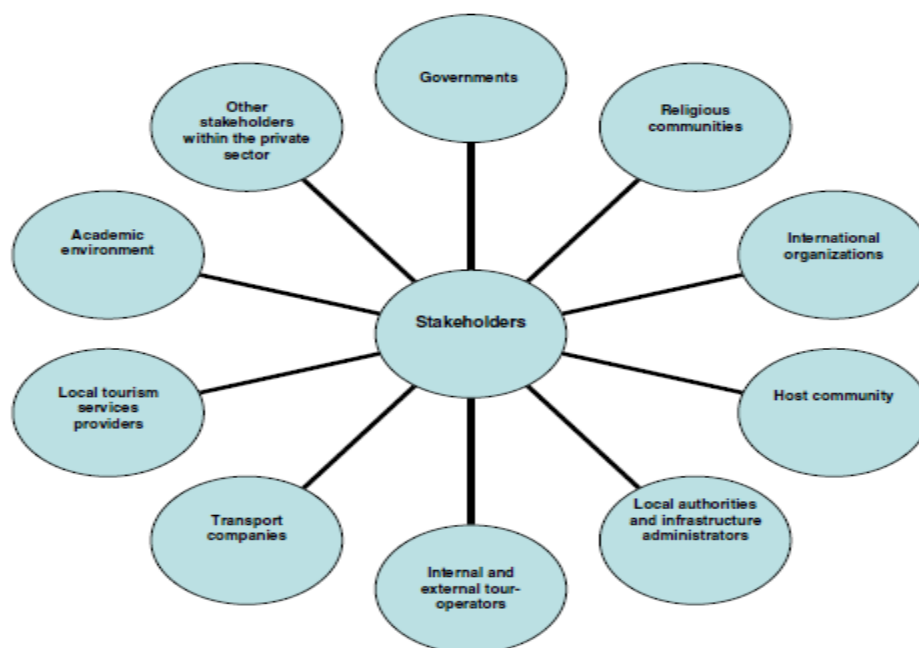 Governments
Religious
communities
International
organizations
Host community
Local authorities
and infrastructure
administrators
Internal and
external tour-
operators
Transport
companies
Local tourism
services
providers
Academic
environment
Other
stakeholders
within the private
sector
Stakeholders